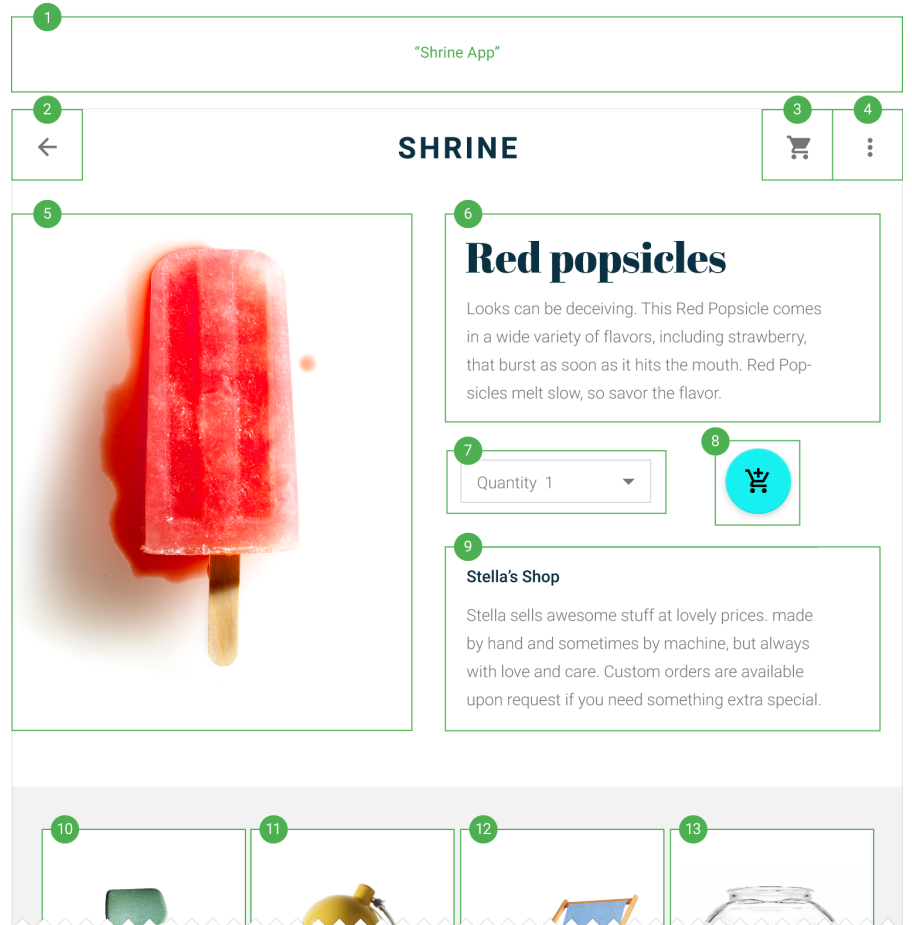 1
“Shrine App”
2
3
4
SHRINE
5
6
Red popsicles
Looks can be deceiving. This Red Popsicle comes
in a wide variety of flavors, including strawberry,
that burst as soon as it hits the mouth. Red Pop-
sicles melt slow, so savor the flavor.
7
8
Quantity 1
9
Stella’s Shop
Stella sells awesome stuff at lovely prices. made
by hand and sometimes by machine, but always
with love and care. Custom orders are available
upon request if you need something extra special.
10
11
12
13